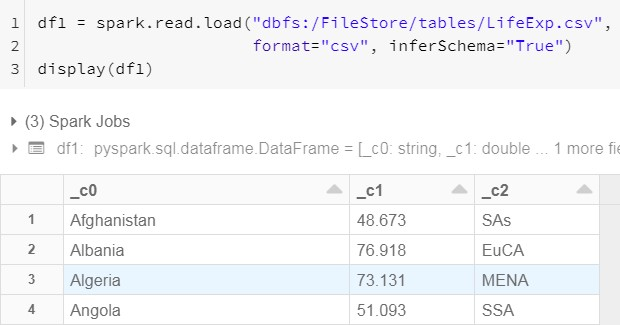 1 df1 = spark.read.load("dbfs:/FileStore/tables/LifeExp.csv",
2 format="csv", inferSchema="True")
3 display(df1)
(3) Spark Jobs
df1: pyspark.sql.dataframe.DataFrame = [_c0: string, _c1: double ... 1 more fie
_c0 _c1 _c2
1 Afghanistan 48.673 SAs
2 Albania 76.918 EuCA
3 Algeria 73.131 MENA
4 Angola 51.093 SSA